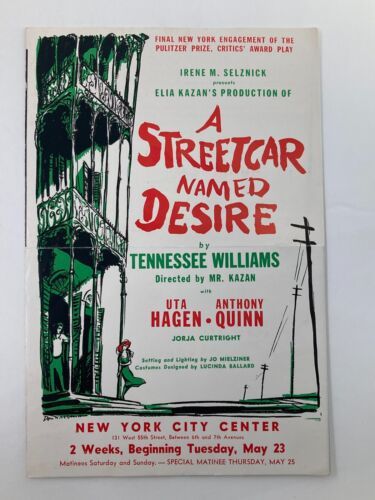 FINAL NEW YORK ENGAGEMENT OF THE
PULITZER PRIZE, CRITICS' AWARD PLAY
IRENE M. SELZNICK
presents
ELIA KAZAN'S PRODUCTION OF
A
STREETCAR
NAMED
DESIRE
by
TENNESSEE WILLIAMS
Directed by MR. KAZAN
with
UTA ANTHONY
HAGEN • QUINN
JORJA CURTRIGHT
Setting and Lighting by JO MIELZINER
Costumes Designed by LUCINDA BALLARD
NEW YORK CITY CENTER
131 West 55th Street, Between 6th and 7th Avenues
2 Weeks, Beginning Tuesday, May 23
Matinees Saturday and Sunday. — SPECIAL MATINEE THURSDAY, MAY 25